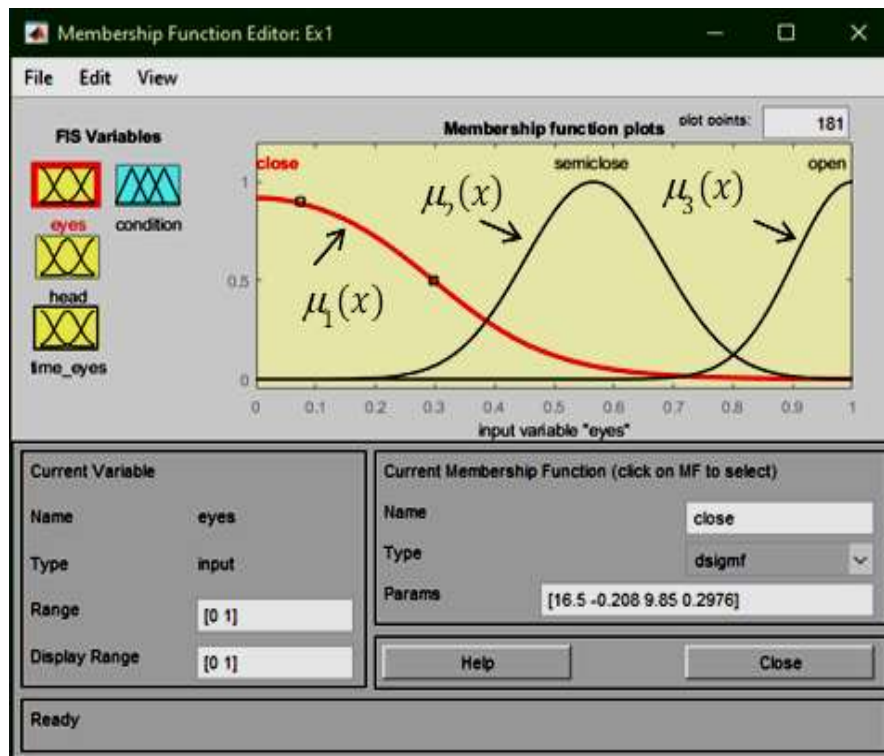 Membership Function Editor: Ex1
File Edit View
FIS Variables
Membership function plots
plot points: 181
close semiclose open
μ₁(x)
μ₂(x)
μ₃(x)
1
0.5
0
0 0.1 0.2 0.3 0.4 0.5 0.6 0.7 0.8 0.9 1
input variable "eyes"
eyes condition
head
time_eyes
Current Variable
Name eyes
Type input
Range [0 1]
Display Range [0 1]
Current Membership Function (click on MF to select)
Name close
Type dsigmf
Params [16.5 -0.208 9.85 0.2976]
Help Close
Ready